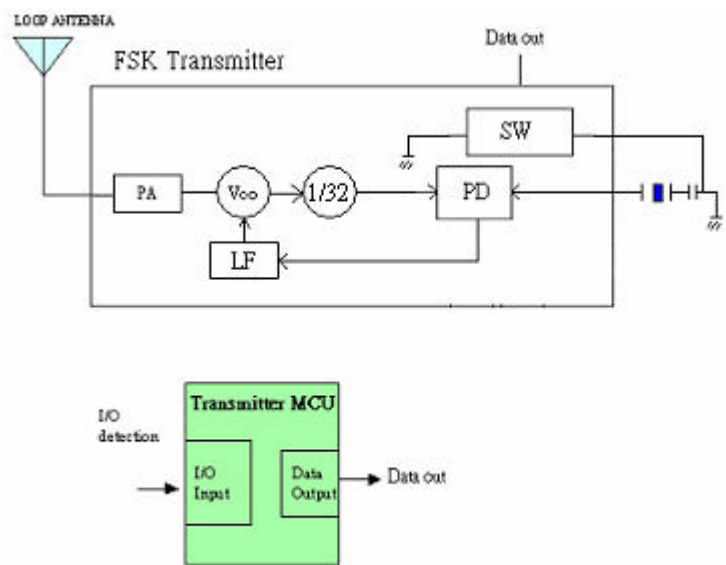 LOOP ANTENNA
Data out
FSK Transmitter
SW
PA
Vco
1/32
PD
LF
Transmitter MCU
I/O
detection
I/O
Input
Data
Output
Data out